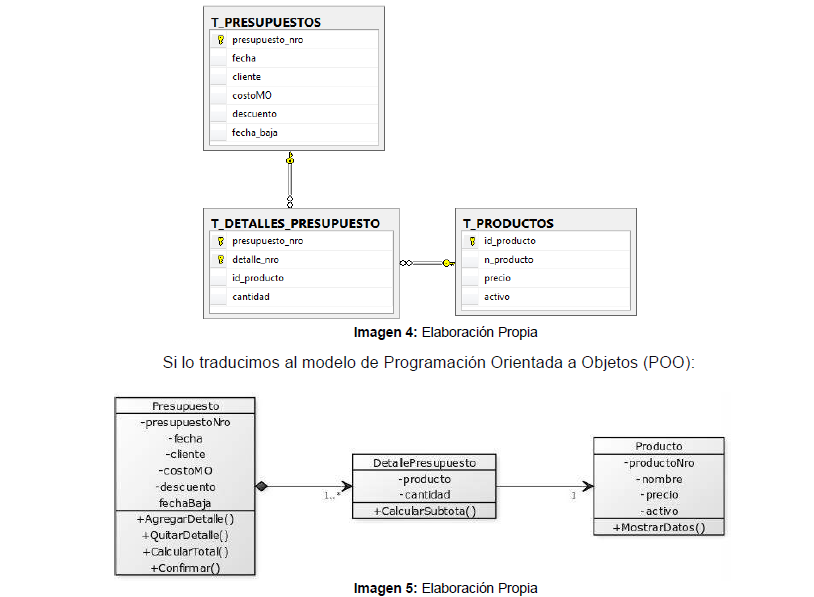 T_PRESUPUESTOS
presupuesto_nro
fecha
cliente
costoMO
descuento
fecha_baja
T_DETALLES_PRESUPUESTO
presupuesto_nro
detalle_nro
id_producto
cantidad
T_PRODUCTOS
id_producto
n_producto
precio
activo
Imagen 4: Elaboración Propia
Si lo traducimos al modelo de Programación Orientada a Objetos (POO):
Presupuesto
-presupuestoNro
-fecha
-cliente
-costoMO
-descuento
fechaBaja
+AgregarDetalle()
+QuitarDetalle()
+CalcularTotal()
+Confirmar()
1..*
DetallePresupuesto
-producto
-cantidad
+CalcularSubtota()
1
Producto
-productoNro
-nombre
-precio
-activo
+MostrarDatos()
Imagen 5: Elaboración Propia